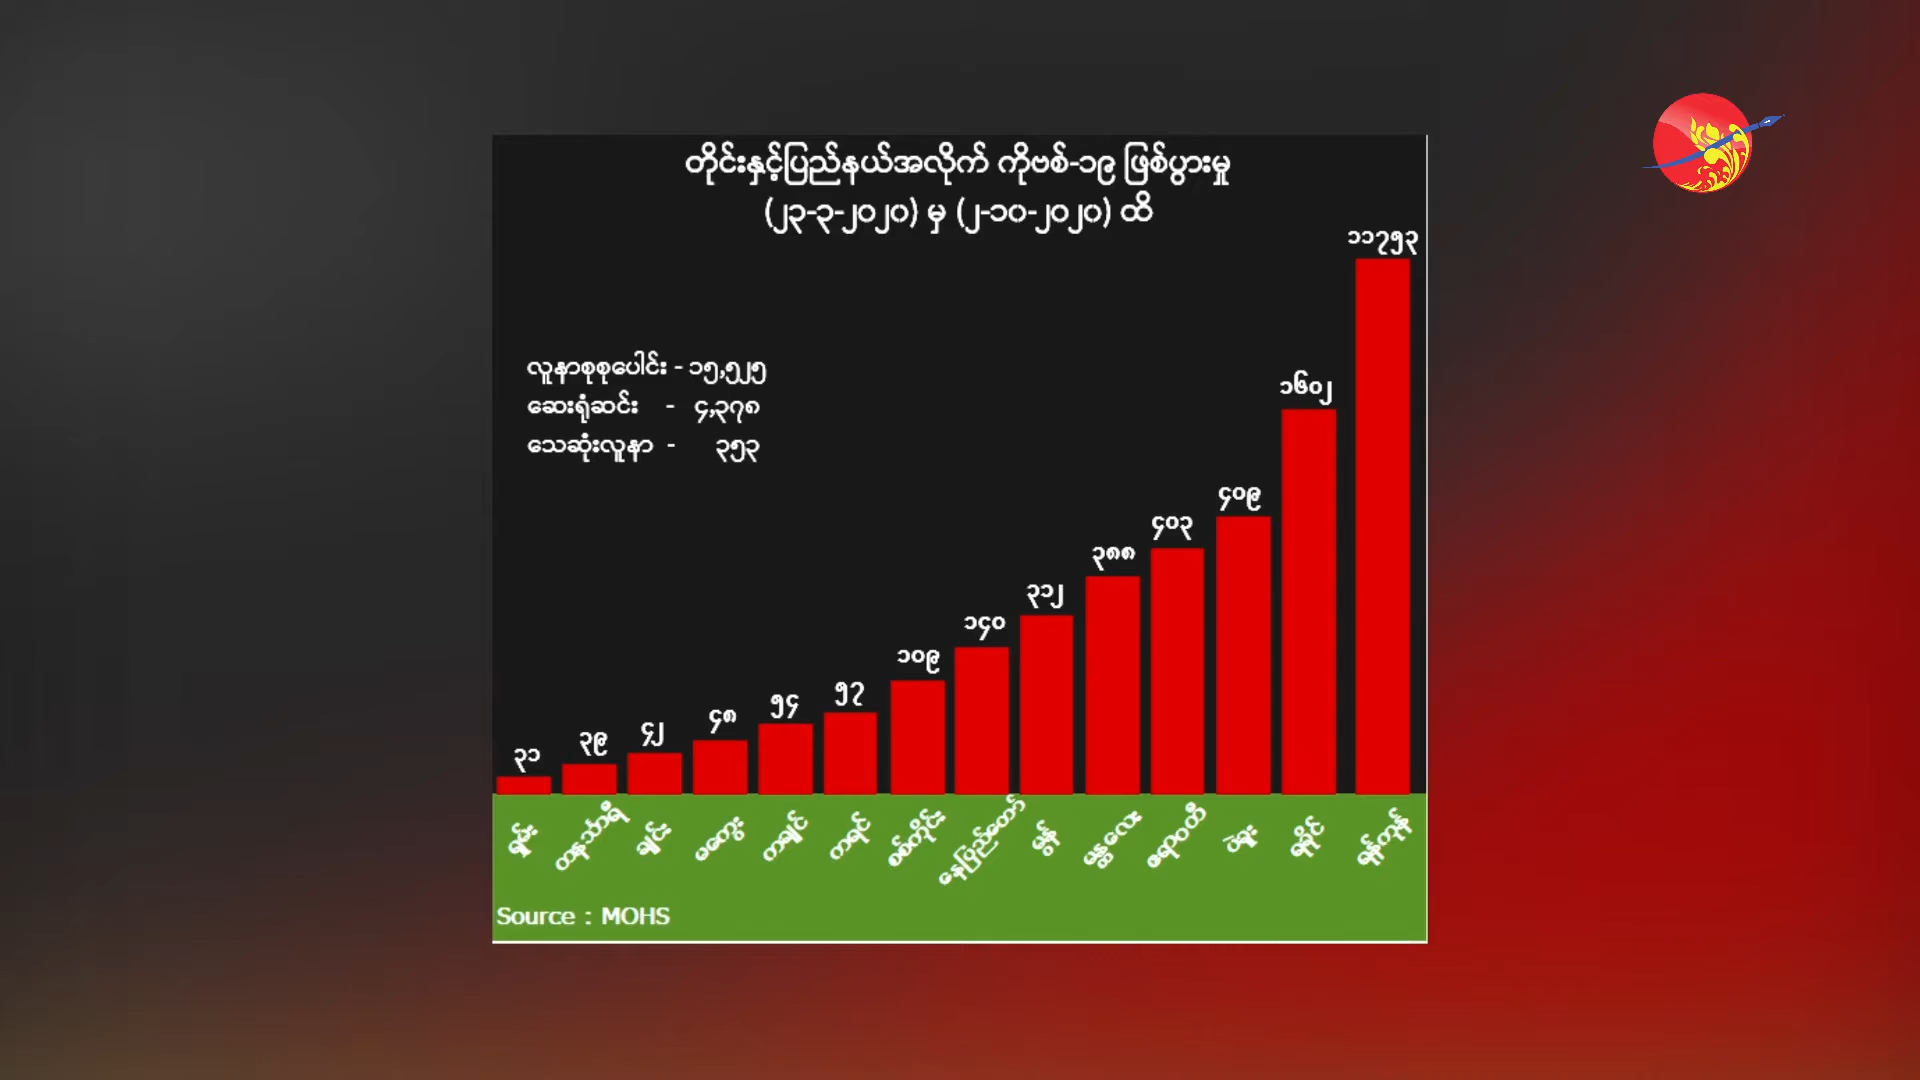 တိုင်းနှင့်ပြည်နယ်အလိုက် ကိုဗစ်-၁၉ ဖြစ်ပွားမှု
(၂၃-၃-၂၀၂၀) မှ (၂-၁၀-၂၀၂၀) ထိ
လူနာစုစုပေါင်း - ၁၅,၅၂၅
ဆေးရုံဆင်း - ၄,၃၇၈
သေဆုံးလူနာ - ၃၅၃
၃၁
၃၉
၄၂
၄၈
၅၄
၅၇
၁၀၉
၁၄၀
၃၁၂
၃၈၈
၄၀၃
၄၀၉
၁၆၀၂
၁၁၇၅၃
ရှမ်း
တနင်္သာရီ
ချင်း
မကွေး
ကချင်
ကရင်
စစ်ကိုင်း
နေပြည်တော်
မွန်
မန္တလေး
ဧရာဝတီ
ပဲခူး
ရခိုင်
ရန်ကုန်
Source : MOHS